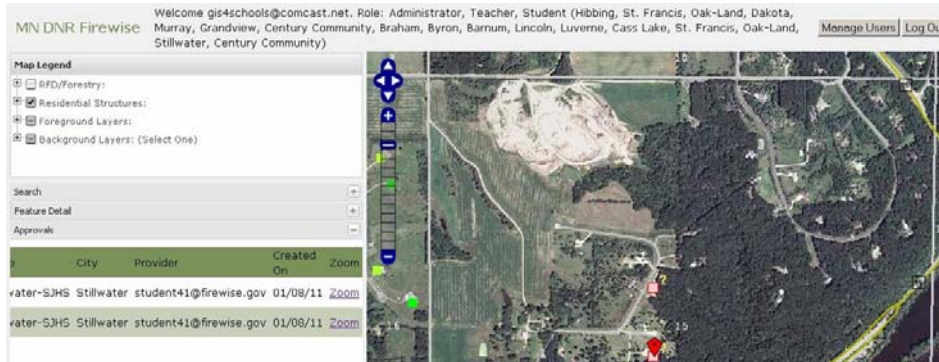 MN DNR Firewise
Welcome gis4schools@comcast.net. Role: Administrator, Teacher, Student (Hibbing, St. Francis, Oak-Land, Dakota,
Murray, Grandview, Century Community, Braham, Byron, Barnum, Lincoln, Luverne, Cass Lake, St. Francis, Oak-Land,
Stillwater, Century Community)
Manage Users Log Ou
Map Legend
RFD/Forestry:
Residential Structures:
Foreground Layers:
Background Layers: (Select One)
Search
Feature Detail
Approvals
City Provider Created On Zoom
water-SJHS Stillwater student41@firewise.gov 01/08/11 Zoom
water-SJHS Stillwater student41@firewise.gov 01/08/11 Zoom
?